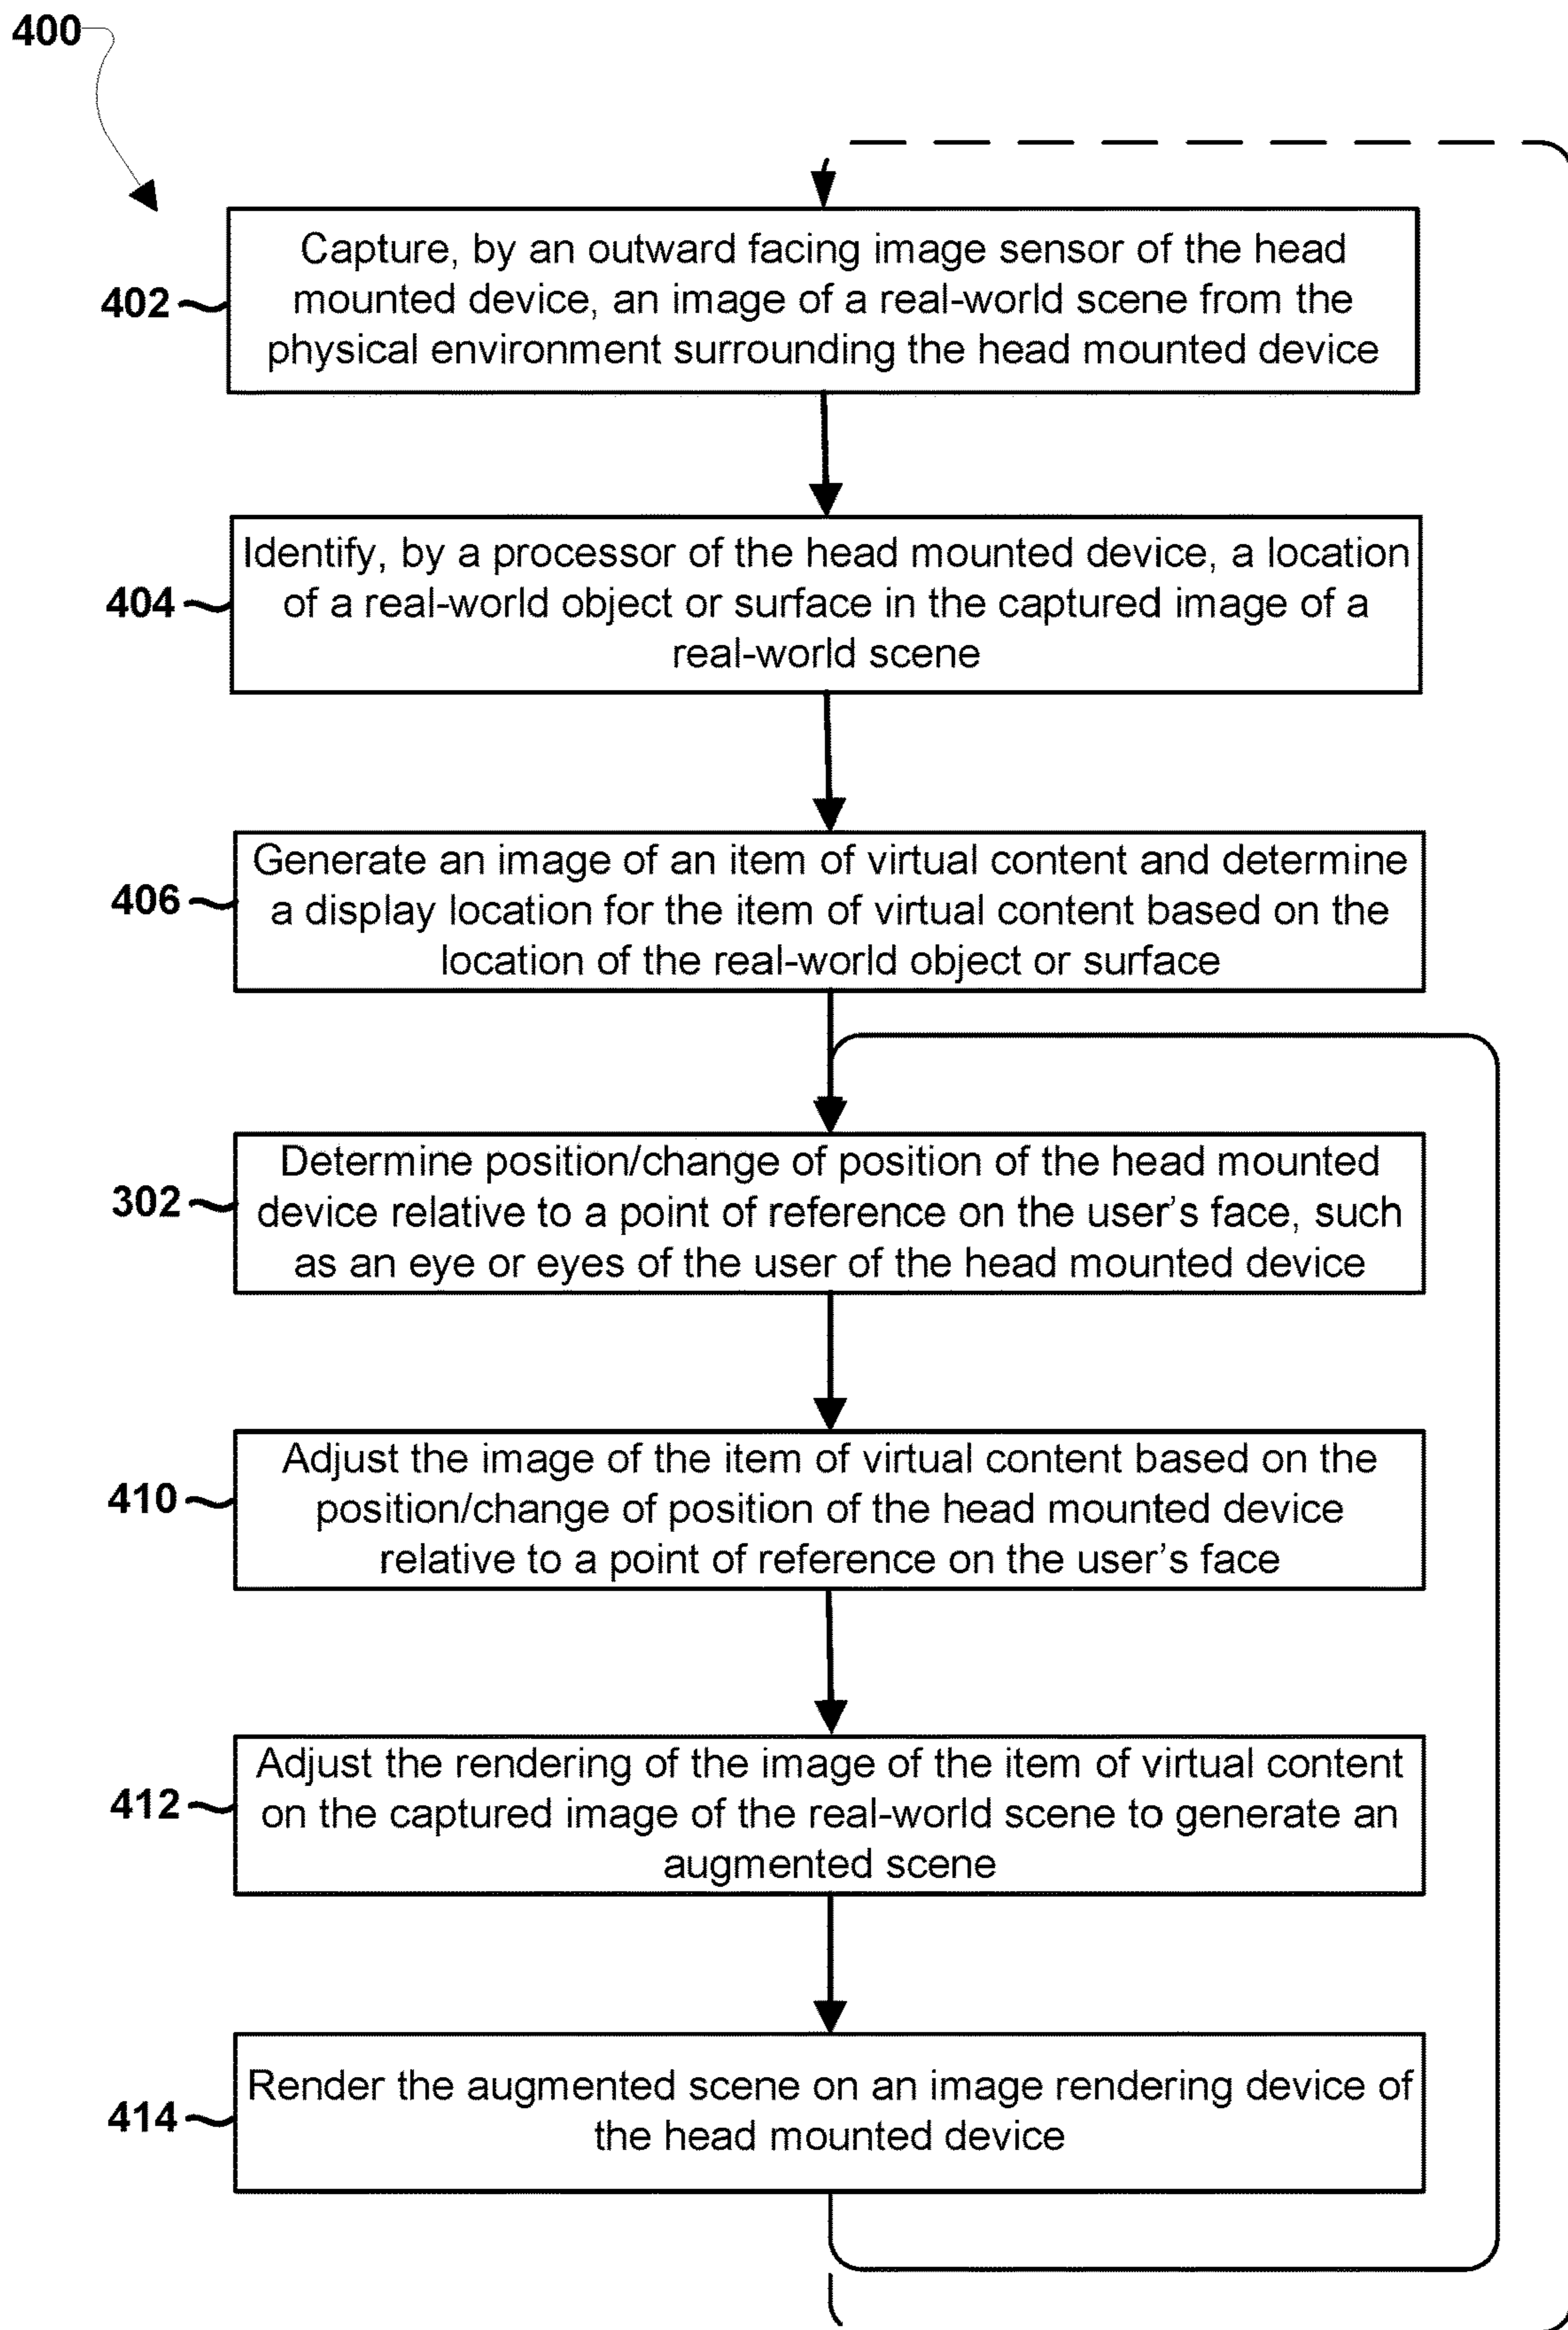 400
402
Capture, by an outward facing image sensor of the head
mounted device, an image of a real-world scene from the
physical environment surrounding the head mounted device
404
Identify, by a processor of the head mounted device, a location
of a real-world object or surface in the captured image of a
real-world scene
406
Generate an image of an item of virtual content and determine
a display location for the item of virtual content based on the
location of the real-world object or surface
302
Determine position/change of position of the head mounted
device relative to a point of reference on the user's face, such
as an eye or eyes of the user of the head mounted device
410
Adjust the image of the item of virtual content based on the
position/change of position of the head mounted device
relative to a point of reference on the user's face
412
Adjust the rendering of the image of the item of virtual content
on the captured image of the real-world scene to generate an
augmented scene
414
Render the augmented scene on an image rendering device of
the head mounted device